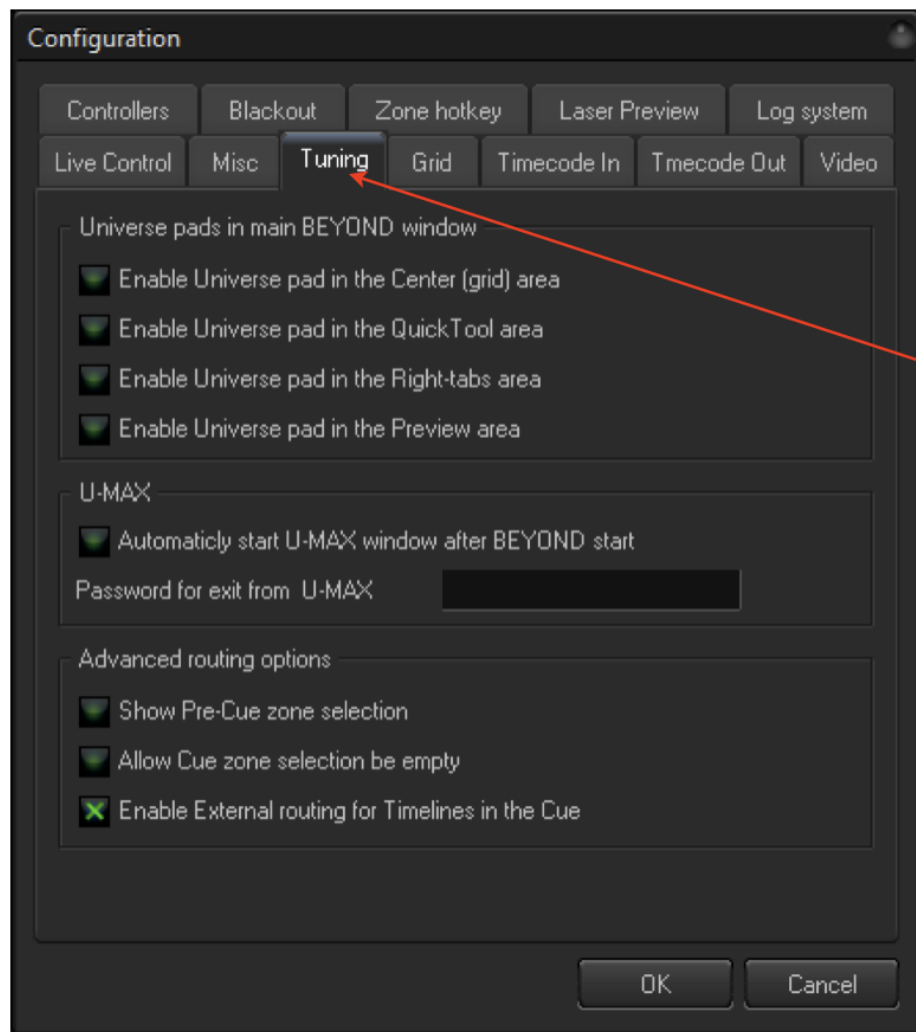 Configuration
Controllers Blackout Zone hotkey Laser Preview Log system
Live Control Misc Tuning Grid Timecode In Tmecode Out Video
Universe pads in main BEYOND window
Enable Universe pad in the Center (grid) area
Enable Universe pad in the QuickTool area
Enable Universe pad in the Right-tabs area
Enable Universe pad in the Preview area
U-MAX
Automaticly start U-MAX window after BEYOND start
Password for exit from U-MAX
Advanced routing options
Show Pre-Cue zone selection
Allow Cue zone selection be empty
Enable External routing for Timelines in the Cue
OK Cancel